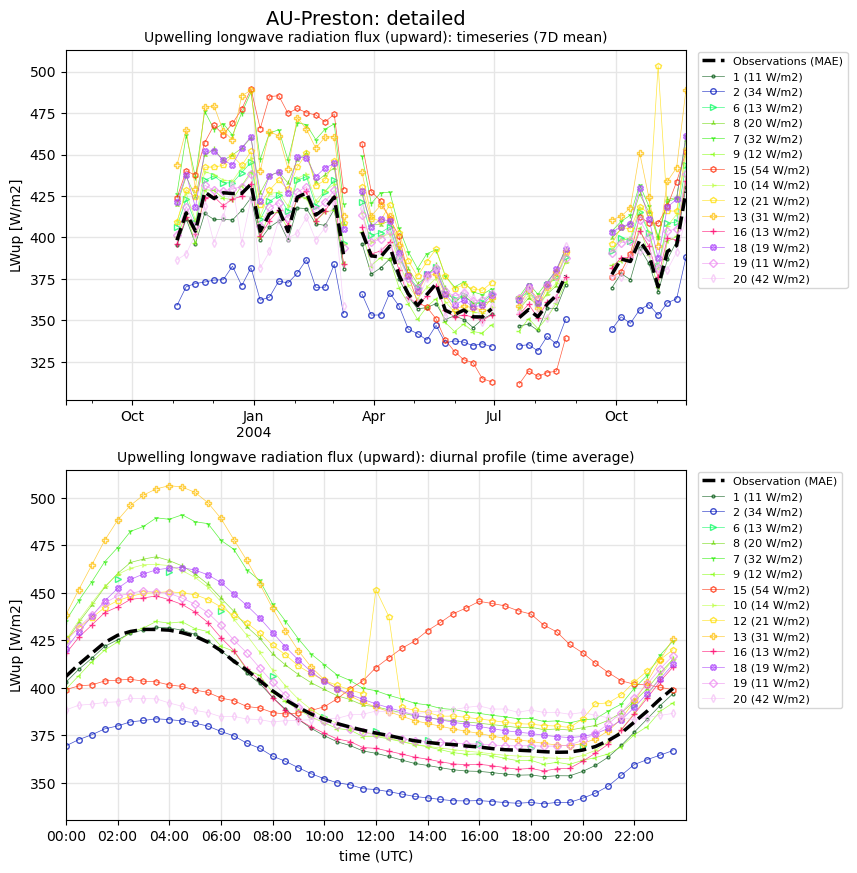 AU-Preston: detailed
Upwelling longwave radiation flux (upward): timeseries (7D mean)
LWup [W/m2]
500
475
450
425
400
375
350
325
Oct
Jan
2004
Apr
Jul
Oct
Observations (MAE)
1 (11 W/m2)
2 (34 W/m2)
6 (13 W/m2)
8 (20 W/m2)
7 (32 W/m2)
9 (12 W/m2)
15 (54 W/m2)
10 (14 W/m2)
12 (21 W/m2)
13 (31 W/m2)
16 (13 W/m2)
18 (19 W/m2)
19 (11 W/m2)
20 (42 W/m2)
Upwelling longwave radiation flux (upward): diurnal profile (time average)
LWup [W/m2]
500
475
450
425
400
375
350
00:00 02:00 04:00 06:00 08:00 10:00 12:00 14:00 16:00 18:00 20:00 22:00
time (UTC)
Observation (MAE)
1 (11 W/m2)
2 (34 W/m2)
6 (13 W/m2)
8 (20 W/m2)
7 (32 W/m2)
9 (12 W/m2)
15 (54 W/m2)
10 (14 W/m2)
12 (21 W/m2)
13 (31 W/m2)
16 (13 W/m2)
18 (19 W/m2)
19 (11 W/m2)
20 (42 W/m2)